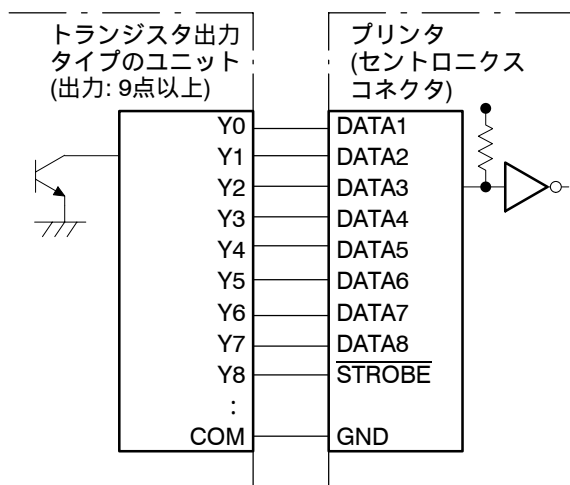 トランジスタ出力
タイプのユニット
(出力: 9点以上)
プリンタ
(セントロニクス
コネクタ)
Y0 DATA1
Y1 DATA2
Y2 DATA3
Y3 DATA4
Y4 DATA5
Y5 DATA6
Y6 DATA7
Y7 DATA8
Y8 STROBE
:
COM GND